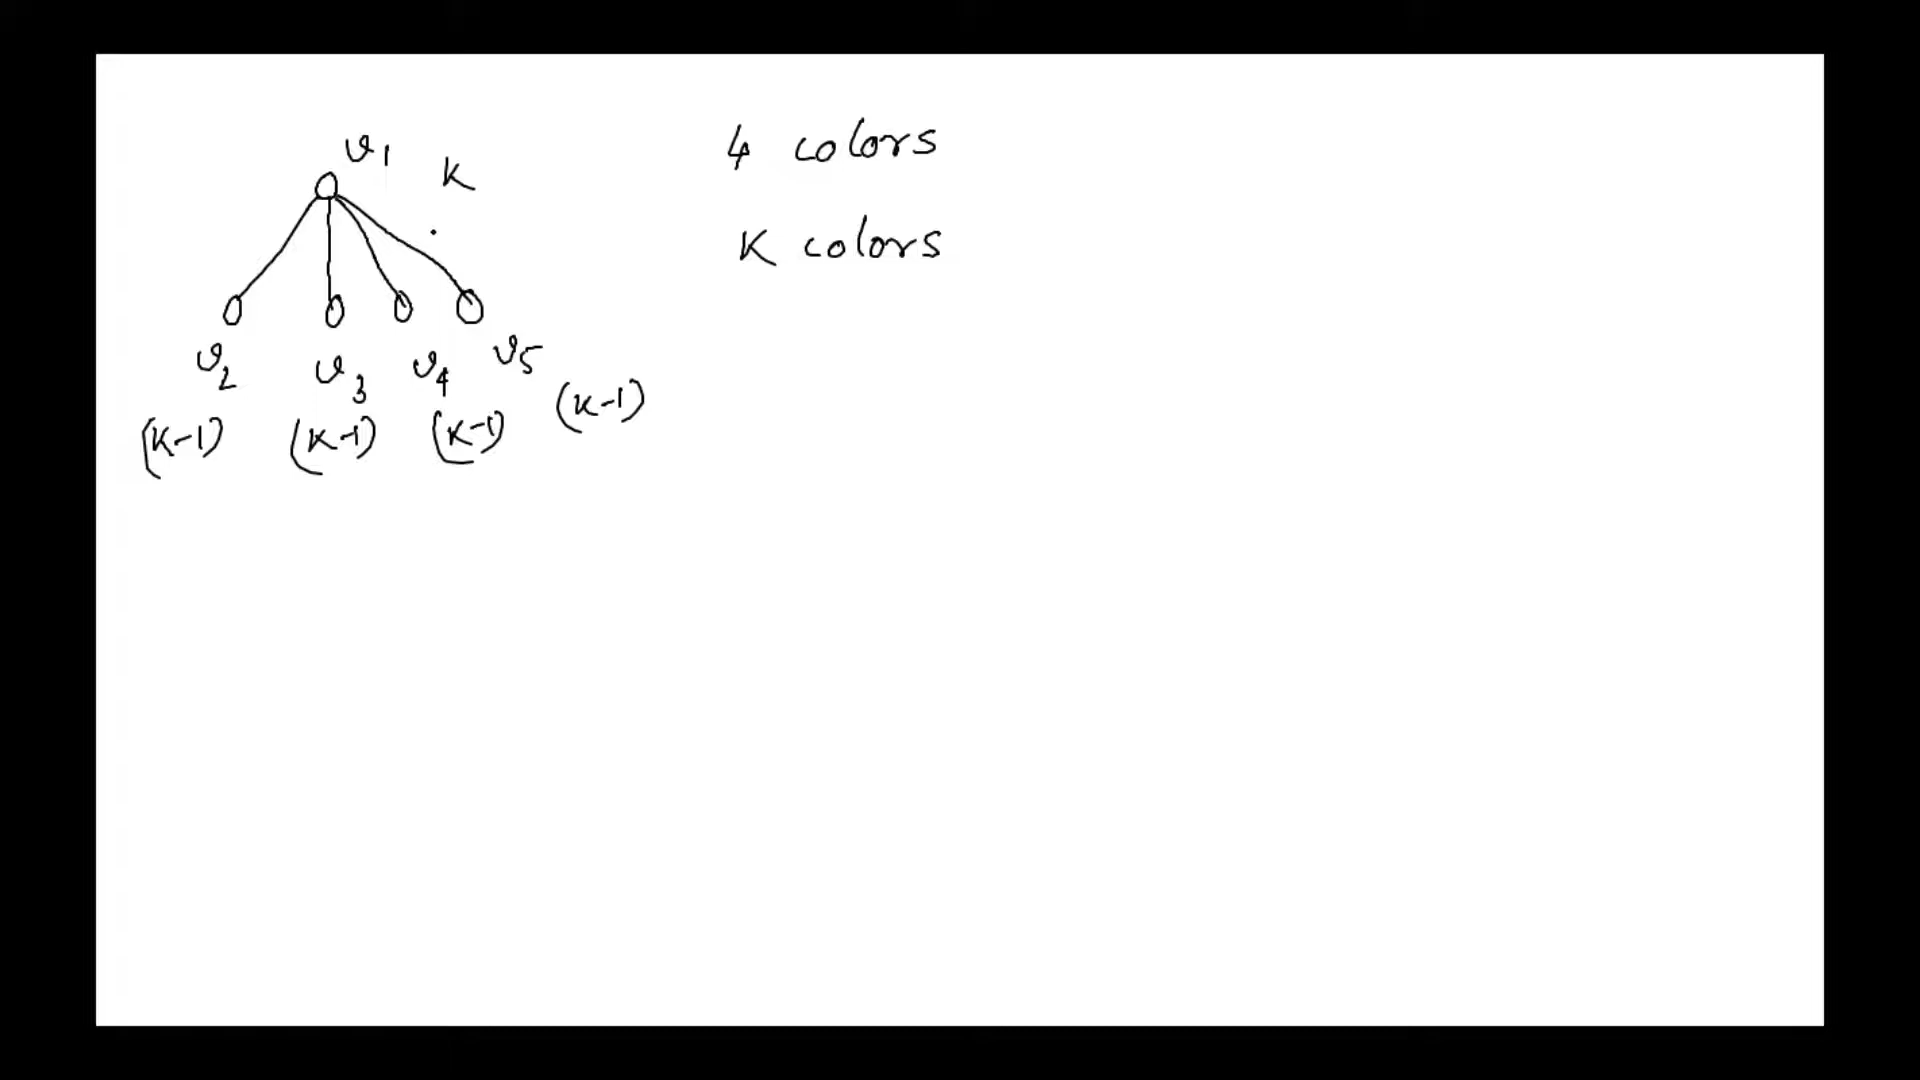 v1 K
v2 v3 v4 v5
(K-1) (K-1) (K-1) (K-1)
4 colors
K colors